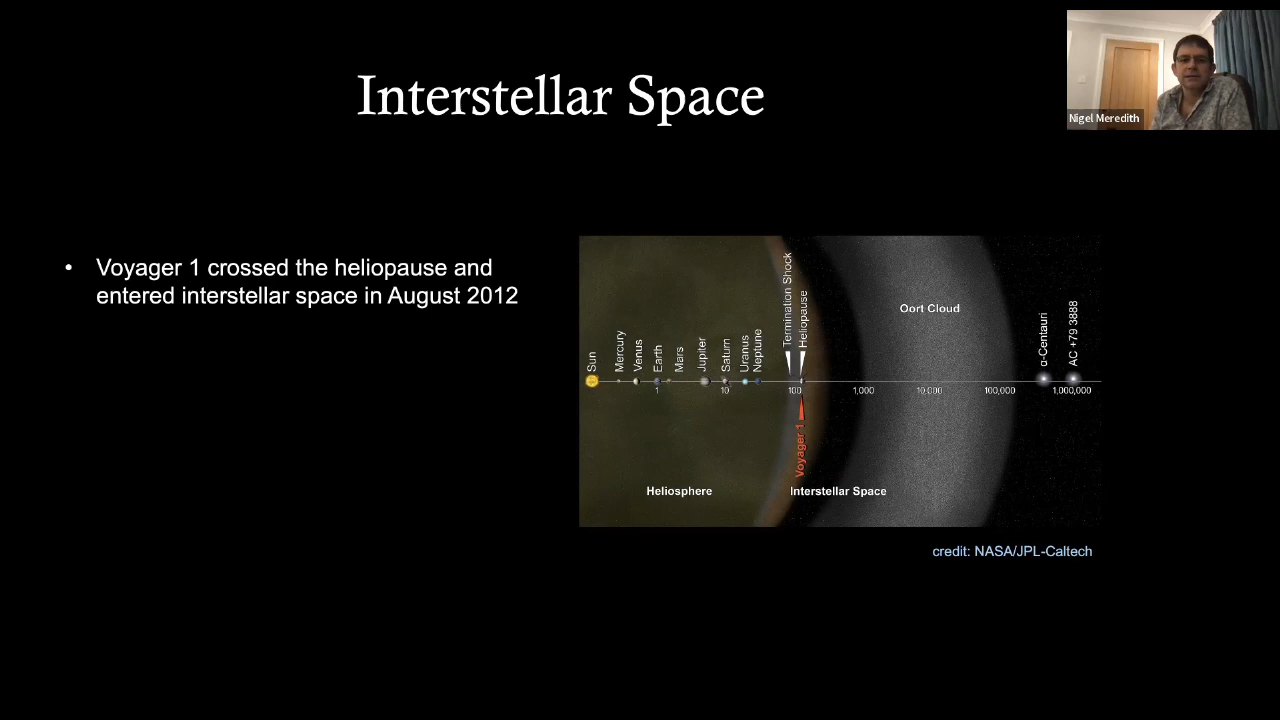 Interstellar Space
Nigel Meredith
• Voyager 1 crossed the heliopause and
entered interstellar space in August 2012
Sun
Mercury
Venus
Earth
Mars
Jupiter
Saturn
Uranus
Neptune
Termination Shock
Heliopause
Oort Cloud
α-Centauri
AC +79 3888
1 10 100 1,000 10,000 100,000 1,000,000
Voyager 1
Heliosphere
Interstellar Space
credit: NASA/JPL-Caltech